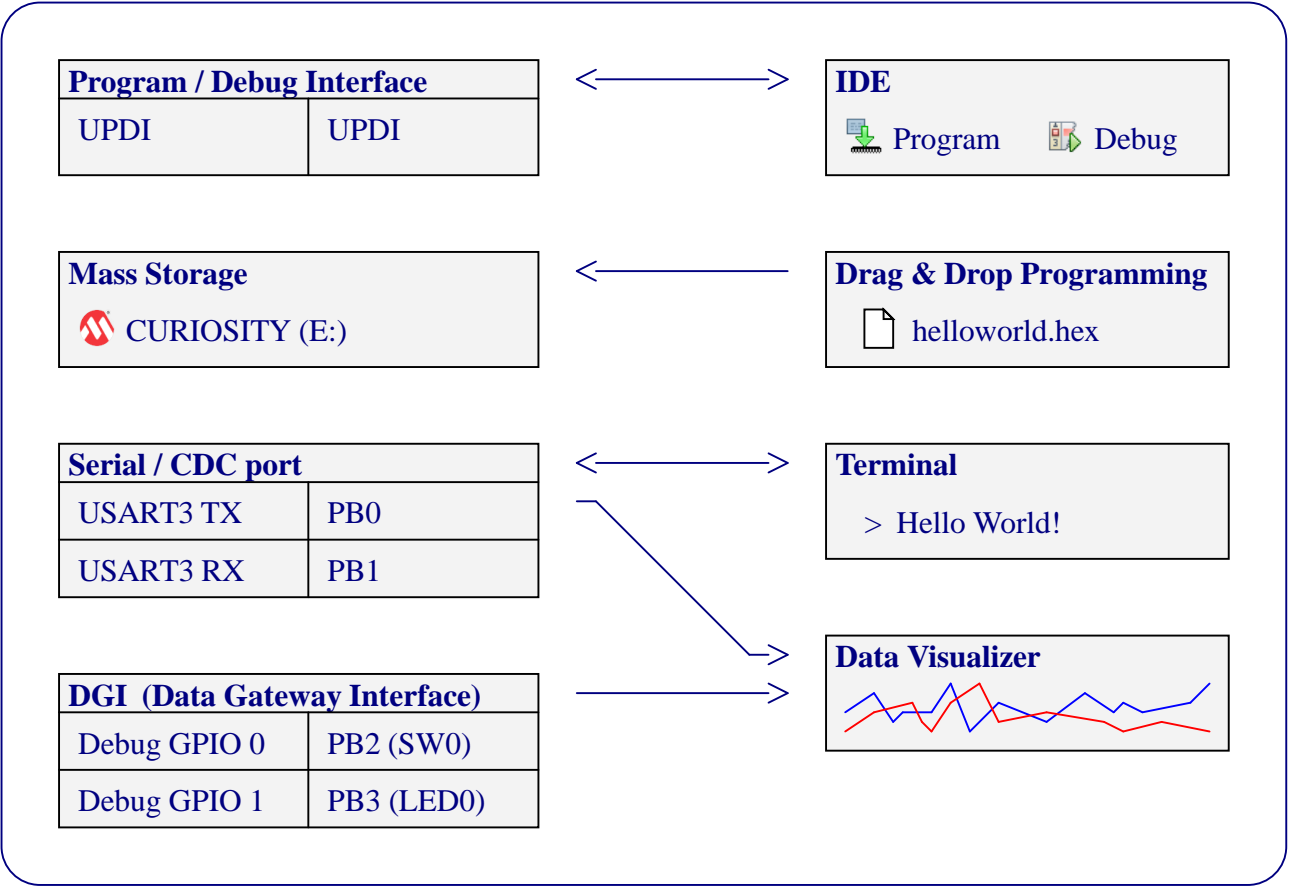 Program / Debug Interface
UPDI UPDI
IDE
Program Debug
Mass Storage
CURIOSITY (E:)
Drag & Drop Programming
helloworld.hex
Serial / CDC port
USART3 TX PB0
USART3 RX PB1
Terminal
> Hello World!
DGI (Data Gateway Interface)
Debug GPIO 0 PB2 (SW0)
Debug GPIO 1 PB3 (LED0)
Data Visualizer